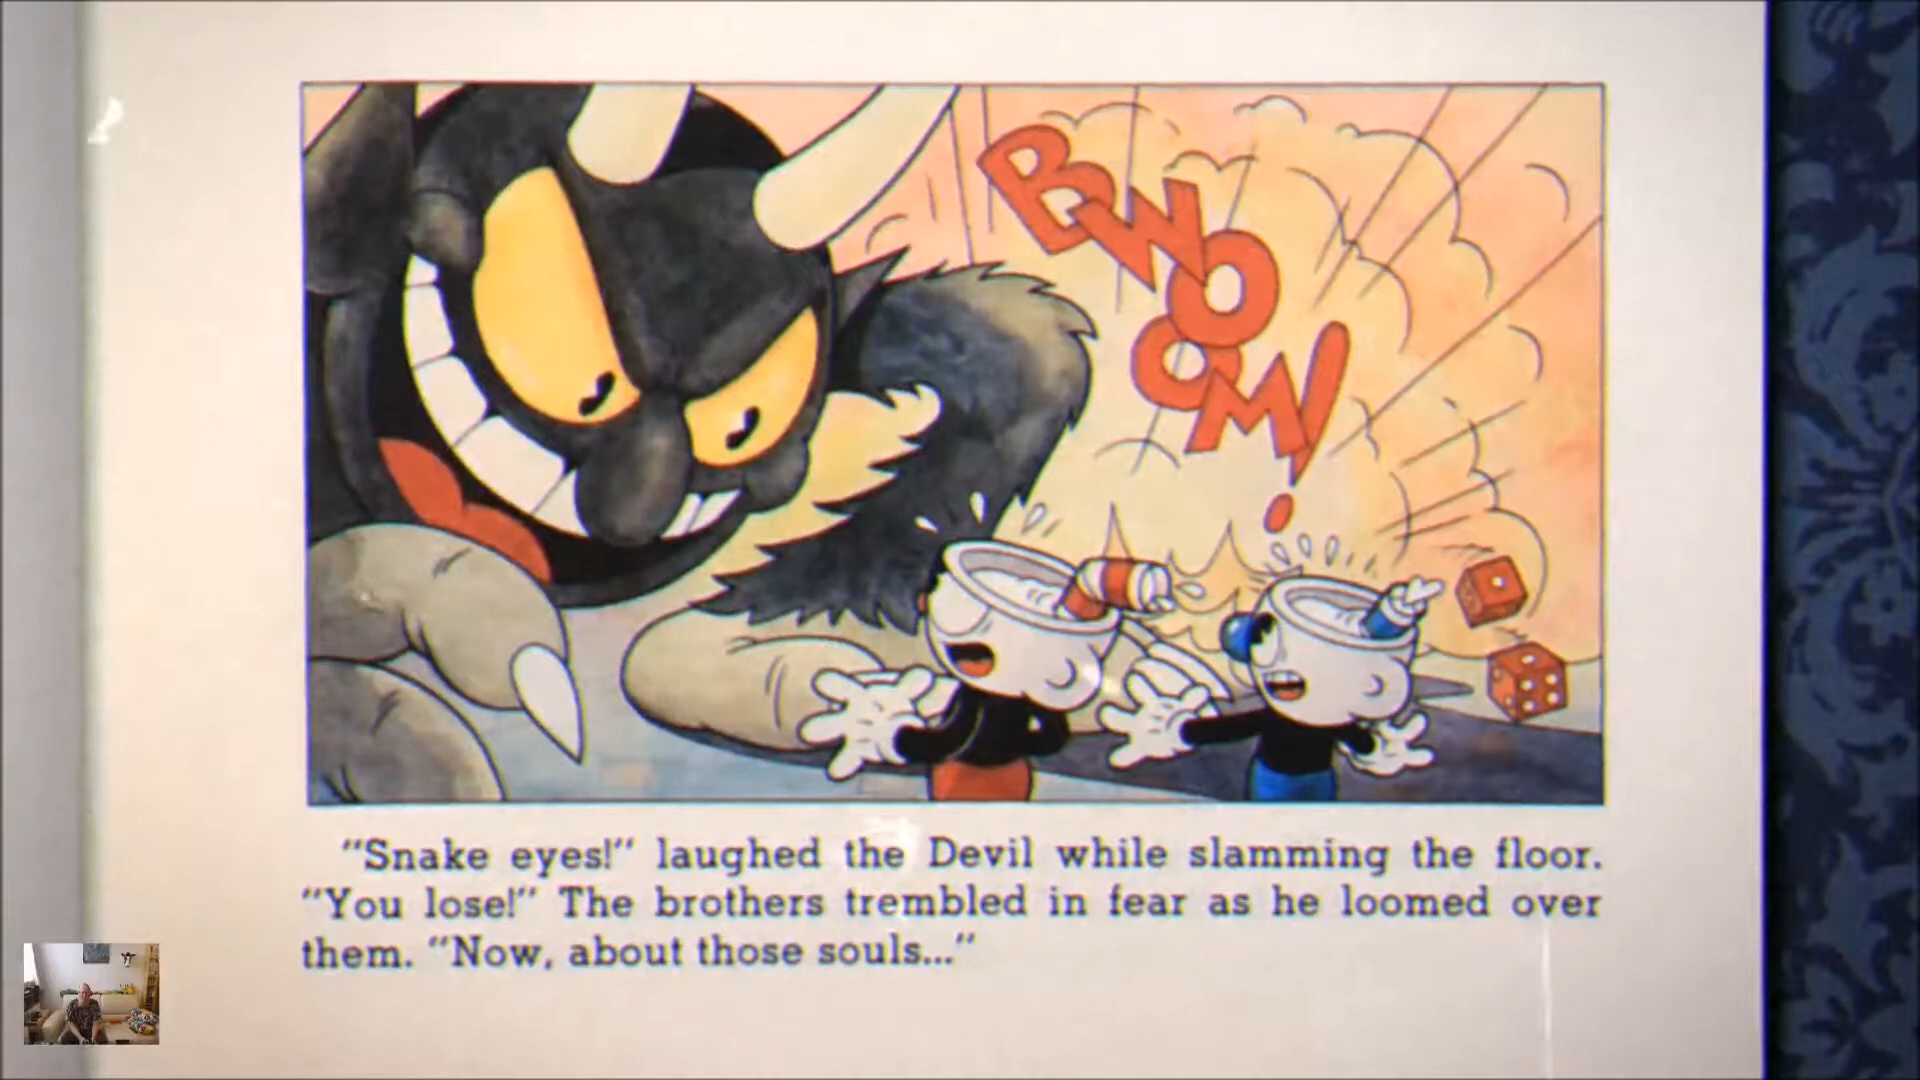 BWOOM!
“Snake eyes!” laughed the Devil while slamming the floor.
“You lose!” The brothers trembled in fear as he loomed over
them. “Now, about those souls...”